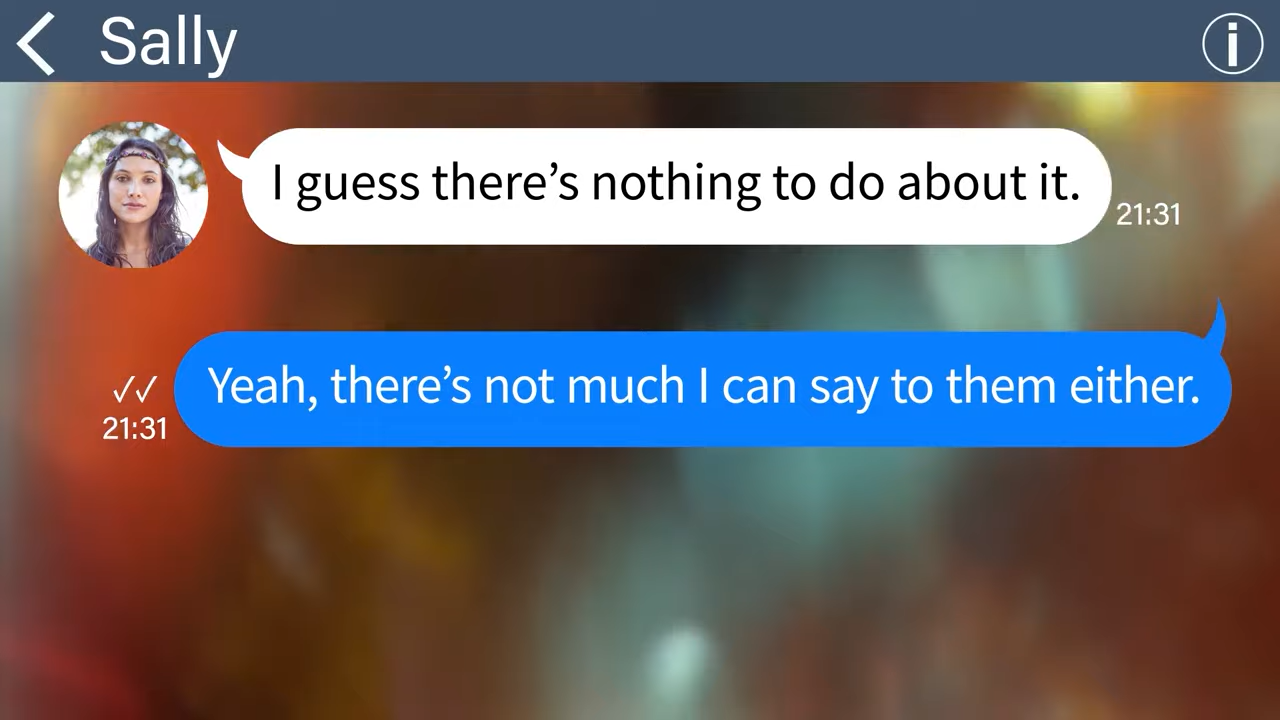 Sally
I guess there’s nothing to do about it.
21:31
Yeah, there’s not much I can say to them either.
21:31